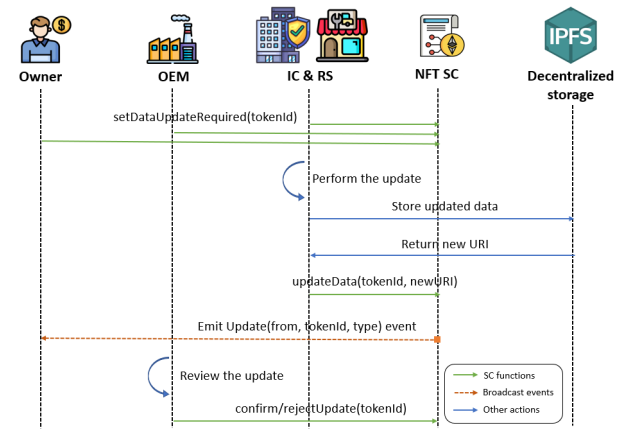 IPFS
Owner
OEM
IC & RS
NFT SC
Decentralized
storage
setDataUpdateRequired(tokenId)
Perform the update
Store updated data
Return new URI
updateData(tokenId, newURI)
Emit Update(from, tokenId, type) event
Review the update
confirm/rejectUpdate(tokenId)
SC functions
Broadcast events
Other actions